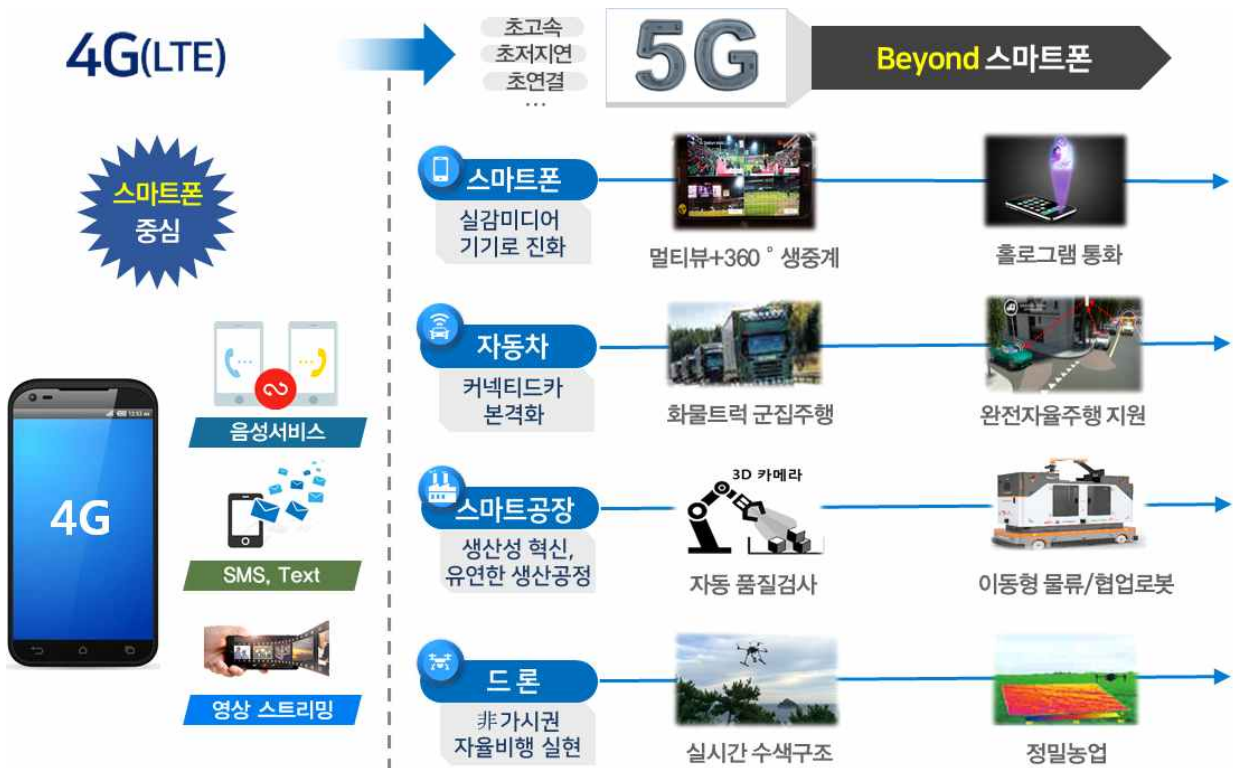 4G(LTE)
초고속
초저지연
초연결
...
5G
Beyond 스마트폰
스마트폰
중심
4G
음성서비스
SMS, Text
영상 스트리밍
스마트폰
실감미디어
기기로 진화
멀티뷰+360˚ 생중계
홀로그램 통화
자동차
커넥티드카
본격화
화물트럭 군집주행
완전자율주행 지원
스마트공장
생산성 혁신,
유연한 생산공정
3D 카메라
자동 품질검사
이동형 물류/협업로봇
드 론
非가시권
자율비행 실현
실시간 수색구조
정밀농업